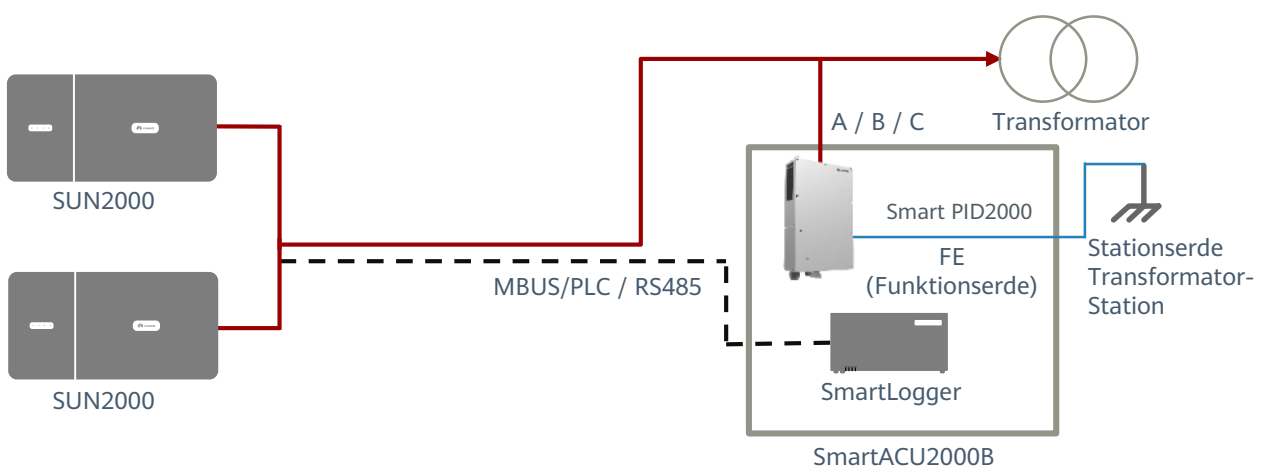 A / B / C
Transformator
SUN2000
Smart PID2000
FE
(Funktionserde)
Stationserde
Transformator-
Station
MBUS/PLC / RS485
SmartLogger
SUN2000
SmartACU2000B